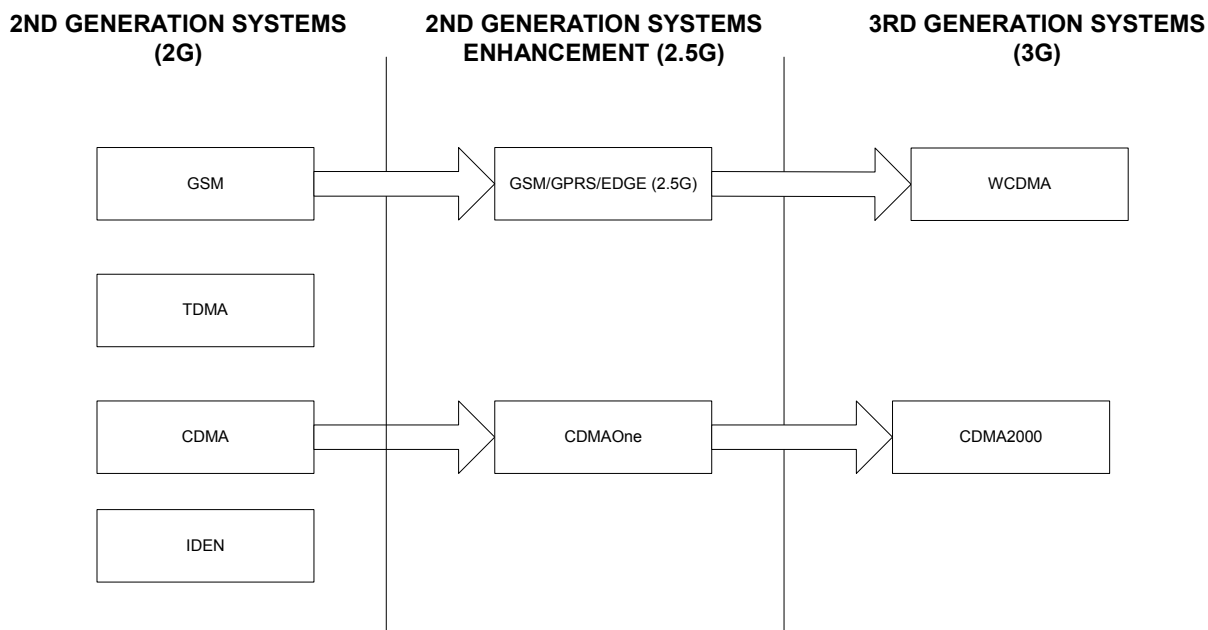 2ND GENERATION SYSTEMS
(2G)
2ND GENERATION SYSTEMS
ENHANCEMENT (2.5G)
3RD GENERATION SYSTEMS
(3G)
GSM
GSM/GPRS/EDGE (2.5G)
WCDMA
TDMA
CDMA
CDMAOne
CDMA2000
IDEN